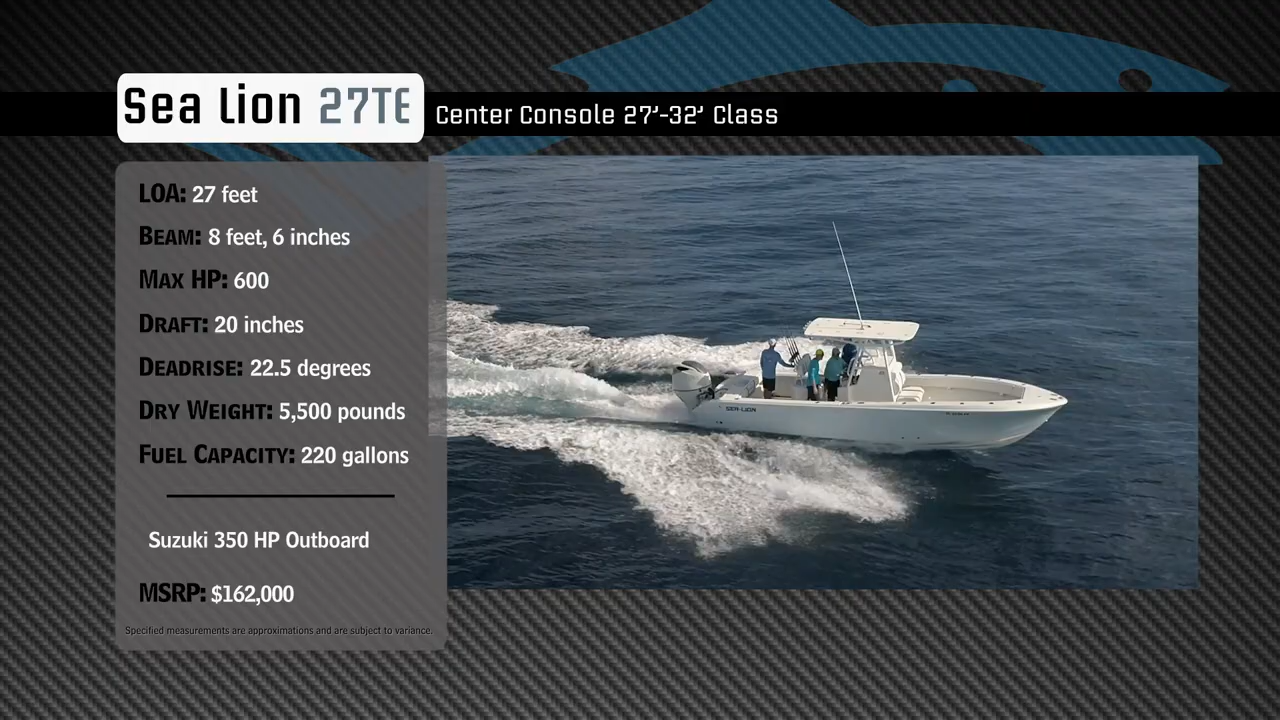 Sea Lion 27TE
Center Console 27’-32’ Class
LOA: 27 feet
BEAM: 8 feet, 6 inches
MAX HP: 600
DRAFT: 20 inches
DEADRISE: 22.5 degrees
DRY WEIGHT: 5,500 pounds
FUEL CAPACITY: 220 gallons
SEA-LION
Suzuki 350 HP Outboard
MSRP: $162,000
Specified measurements are approximations and are subject to variance.